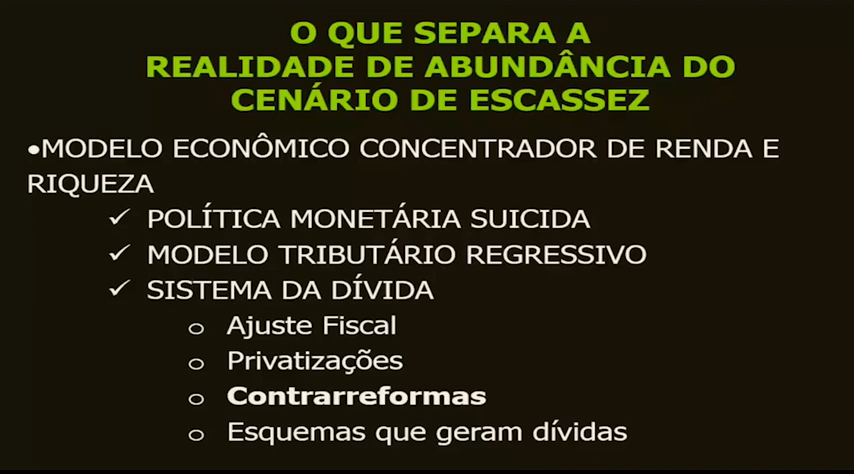 O QUE SEPARA A
REALIDADE DE ABUNDÂNCIA DO
CENÁRIO DE ESCASSEZ
•MODELO ECONÔMICO CONCENTRADOR DE RENDA E
RIQUEZA
✓ POLÍTICA MONETÁRIA SUICIDA
✓ MODELO TRIBUTÁRIO REGRESSIVO
✓ SISTEMA DA DÍVIDA
o Ajuste Fiscal
o Privatizações
o Contrarreformas
o Esquemas que geram dívidas